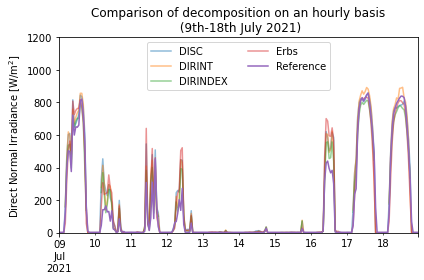 Comparison of decomposition on an hourly basis
(9th-18th July 2021)
Direct Normal Irradiance [W/m²]
1200
1000
800
600
400
200
0
DISC
DIRINT
DIRINDEX
Erbs
Reference
09 10 11 12 13 14 15 16 17 18
Jul
2021